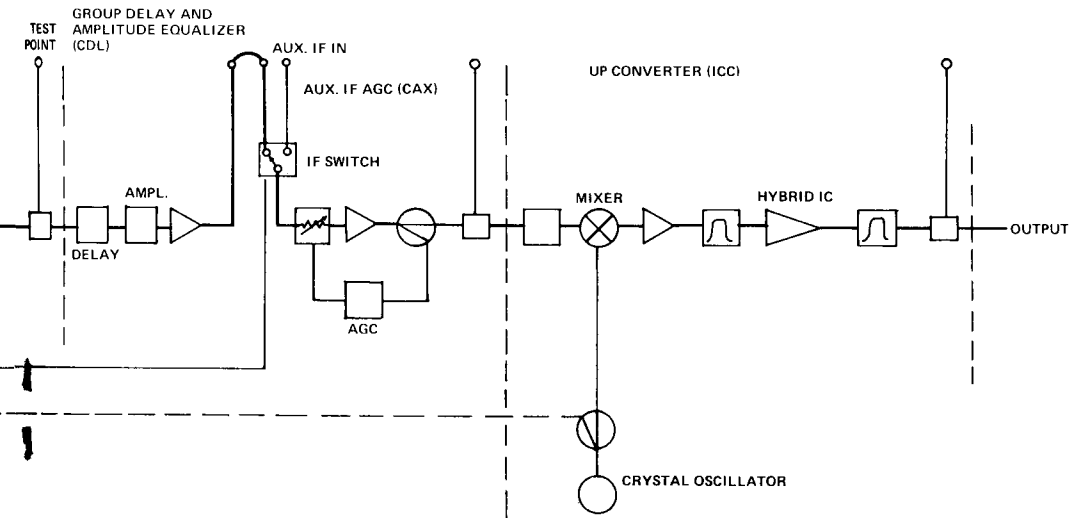 GROUP DELAY AND
AMPLITUDE EQUALIZER
(CDL)
TEST
POINT
AUX. IF IN
AUX. IF AGC (CAX)
UP CONVERTER (ICC)
IF SWITCH
AMPL.
DELAY
AGC
MIXER
HYBRID IC
OUTPUT
CRYSTAL OSCILLATOR